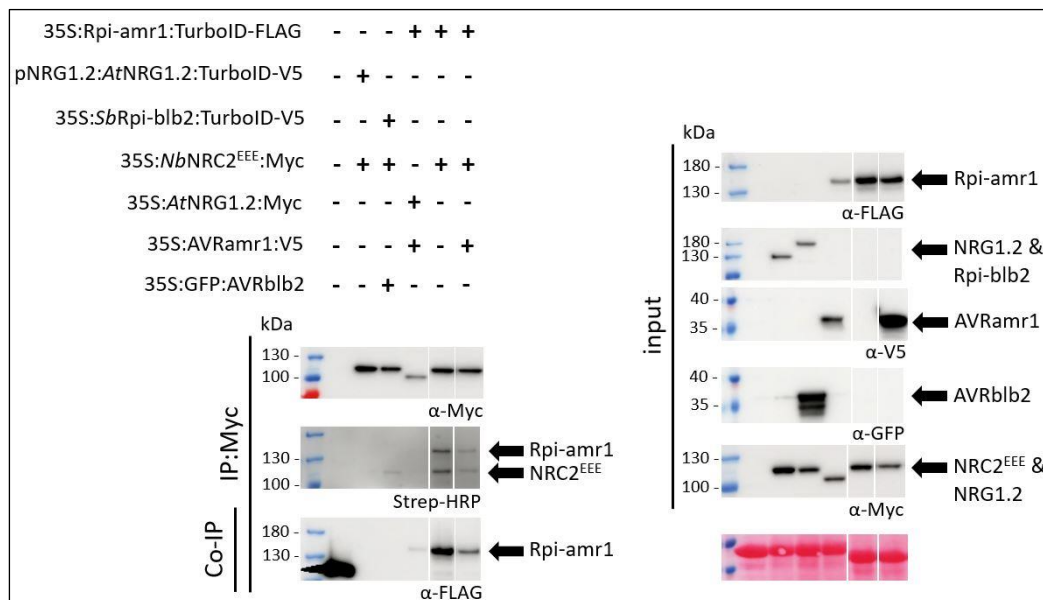 35S:Rpi-amr1:TurboID-FLAG - - - + + +
pNRG1.2:AtNRG1.2:TurboID-V5 - + - - - -
35S:SbRpi-blb2:TurboID-V5 - - + - - -
35S:NbNRC2EEE:Myc - + + - + +
35S:AtNRG1.2:Myc - - - + - -
35S:AVRamr1:V5 - - - + - +
35S:GFP:AVRblb2 - - + - - -
kDa
IP:Myc
130 -
100 -
α-Myc
130 -
100 -
Rpi-amr1
NRC2EEE
Strep-HRP
Co-IP
180 -
130 -
Rpi-amr1
α-FLAG
kDa
input
180 -
130 -
Rpi-amr1
α-FLAG
180 -
130 -
NRG1.2 &
Rpi-blb2
40 -
35 -
AVRamr1
α-V5
40 -
35 -
AVRblb2
α-GFP
130 -
100 -
NRC2EEE &
NRG1.2
α-Myc